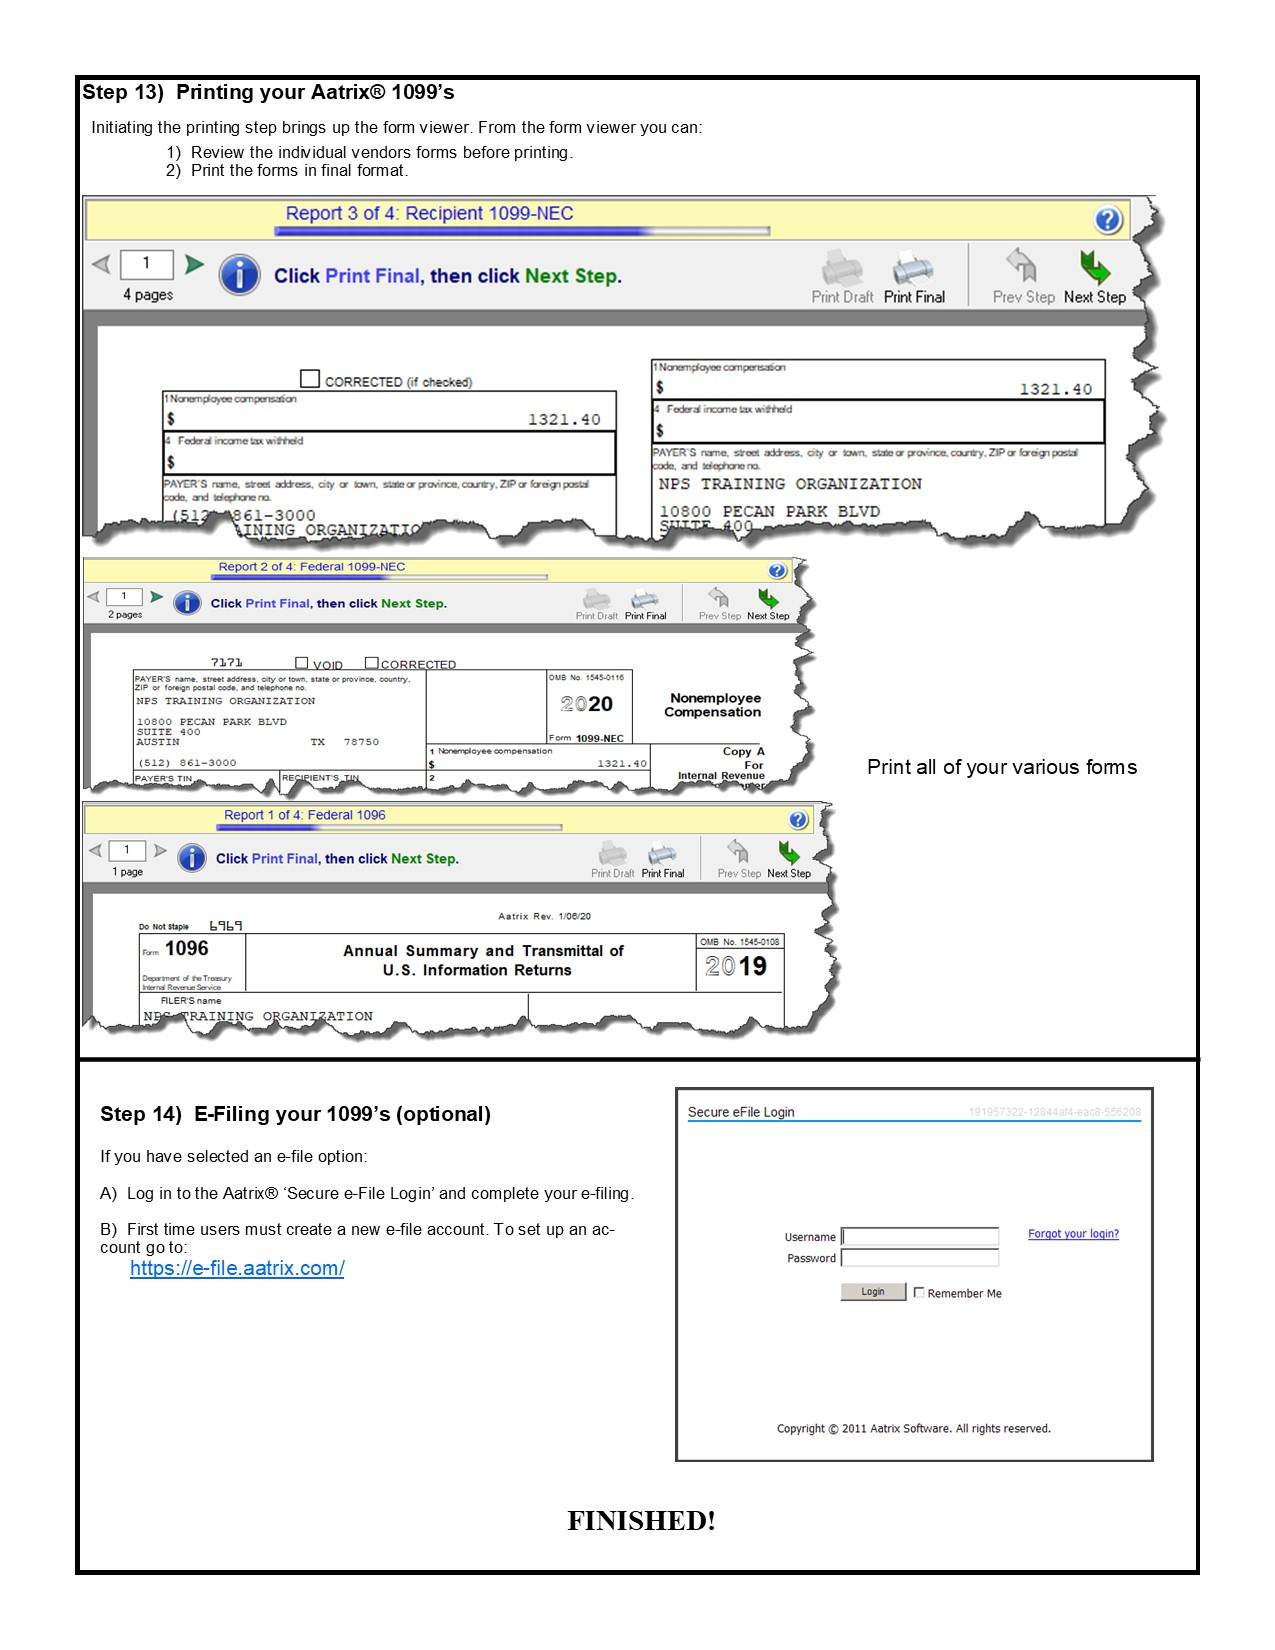 Step 13)  Printing your Aatrix® 1099’s
Initiating the printing step brings up the form viewer. From the form viewer you can:
1)  Review the individual vendors forms before printing.
2)  Print the forms in final format.
Report 3 of 4: Recipient 1099-NEC
1
4 pages
Click Print Final, then click Next Step.
Print Draft Print Final Prev Step Next Step
CORRECTED (if checked)
1 Nonemployee compensation
$ 1321.40
4 Federal income tax withheld
$
PAYER'S name, street address, city or town, state or province, country, ZIP or foreign postal
code, and telephone no.
(512) 861-3000
TRAINING ORGANIZATIO
1 Nonemployee compensation
$ 1321.40
4 Federal income tax withheld
$
PAYER'S name, street address, city or town, state or province, country, ZIP or foreign postal
code, and telephone no.
NPS TRAINING ORGANIZATION
10800 PECAN PARK BLVD
SUITE 400
Report 2 of 4: Federal 1099-NEC
1
2 pages
Click Print Final, then click Next Step.
Print Draft Print Final Prev Step Next Step
7171 VOID CORRECTED
PAYER'S name, street address, city or town, state or province, country,
ZIP or foreign postal code, and telephone no.
NPS TRAINING ORGANIZATION
10800 PECAN PARK BLVD
SUITE 400
AUSTIN TX 78750
(512) 861-3000
PAYER'S TIN RECIPIENT'S TIN
OMB No. 1545-0116
2020
Form 1099-NEC
Nonemployee
Compensation
1 Nonemployee compensation
$ 1321.40
2
Copy A
For
Internal Revenue
Print all of your various forms
Report 1 of 4: Federal 1096
1
1 page
Click Print Final, then click Next Step.
Print Draft Print Final Prev Step Next Step
Aatrix Rev. 1/06/20
Do Not Staple 6969
Form 1096
Department of the Treasury
Internal Revenue Service
Annual Summary and Transmittal of
U.S. Information Returns
OMB No. 1545-0108
2019
FILER'S name
NPS TRAINING ORGANIZATION
Step 14)  E-Filing your 1099’s (optional)
If you have selected an e-file option:
A)  Log in to the Aatrix® ‘Secure e-File Login’ and complete your e-filing.
B)  First time users must create a new e-file account. To set up an ac-
count go to:
https://e-file.aatrix.com/
Secure eFile Login 191957322-12844af4-eac8-556208
Username Forgot your login?
Password
Login Remember Me
Copyright © 2011 Aatrix Software. All rights reserved.
FINISHED!